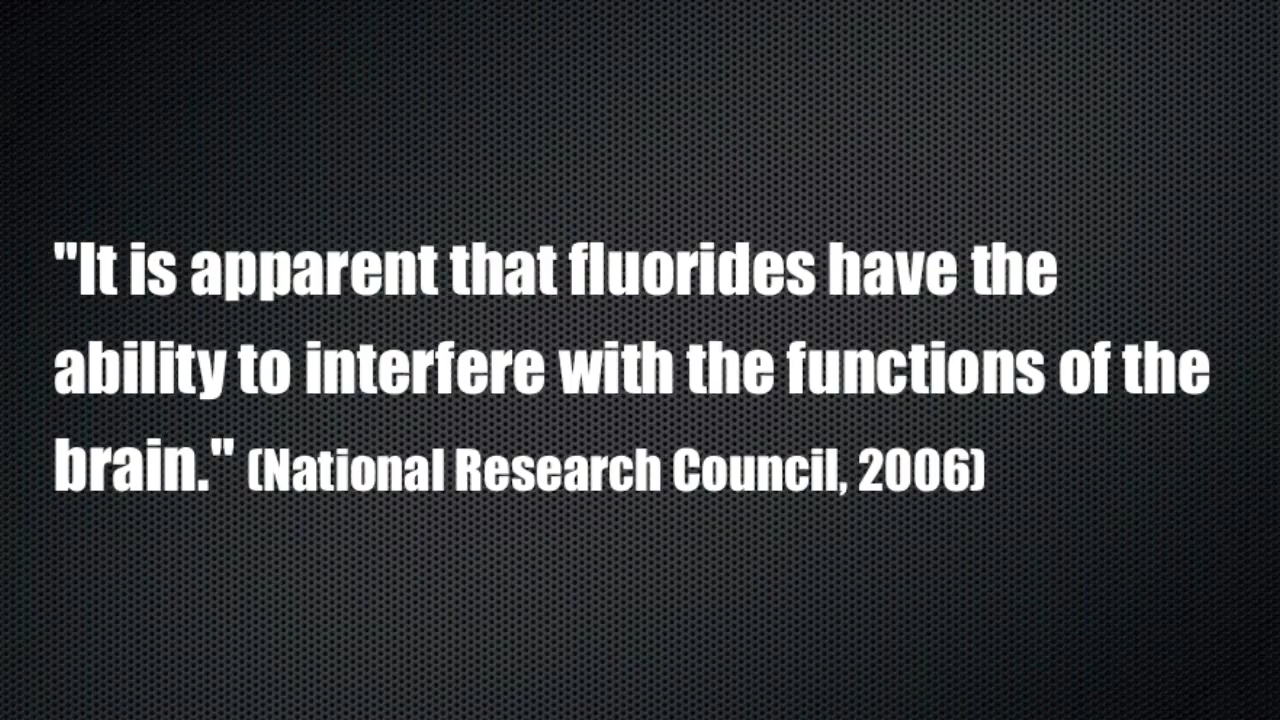 "It is apparent that fluorides have the
ability to interfere with the functions of the
brain." (National Research Council, 2006)